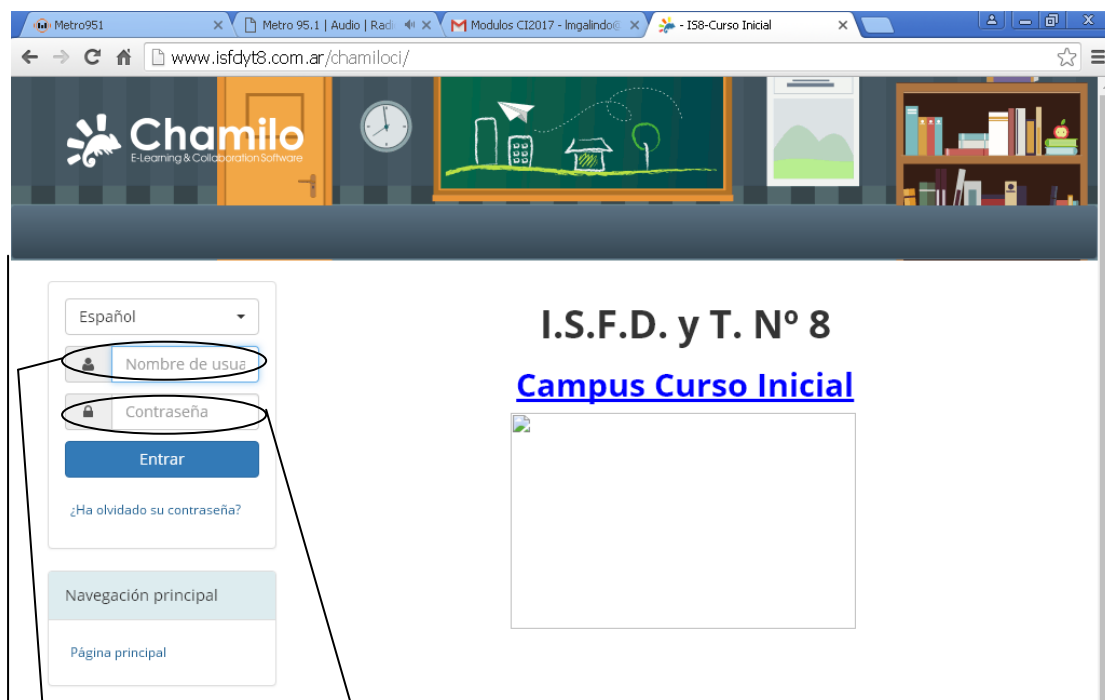 Metro951
Metro 95.1 | Audio | Radi
Modulos CI2017 - lmgalindo@
- IS8-Curso Inicial
www.isfdyt8.com.ar/chamiloci/
Chamilo
E-Learning & Collaboration Software
Español
Nombre de usua
Contraseña
Entrar
¿Ha olvidado su contraseña?
Navegación principal
Página principal
I.S.F.D. y T. Nº 8
Campus Curso Inicial